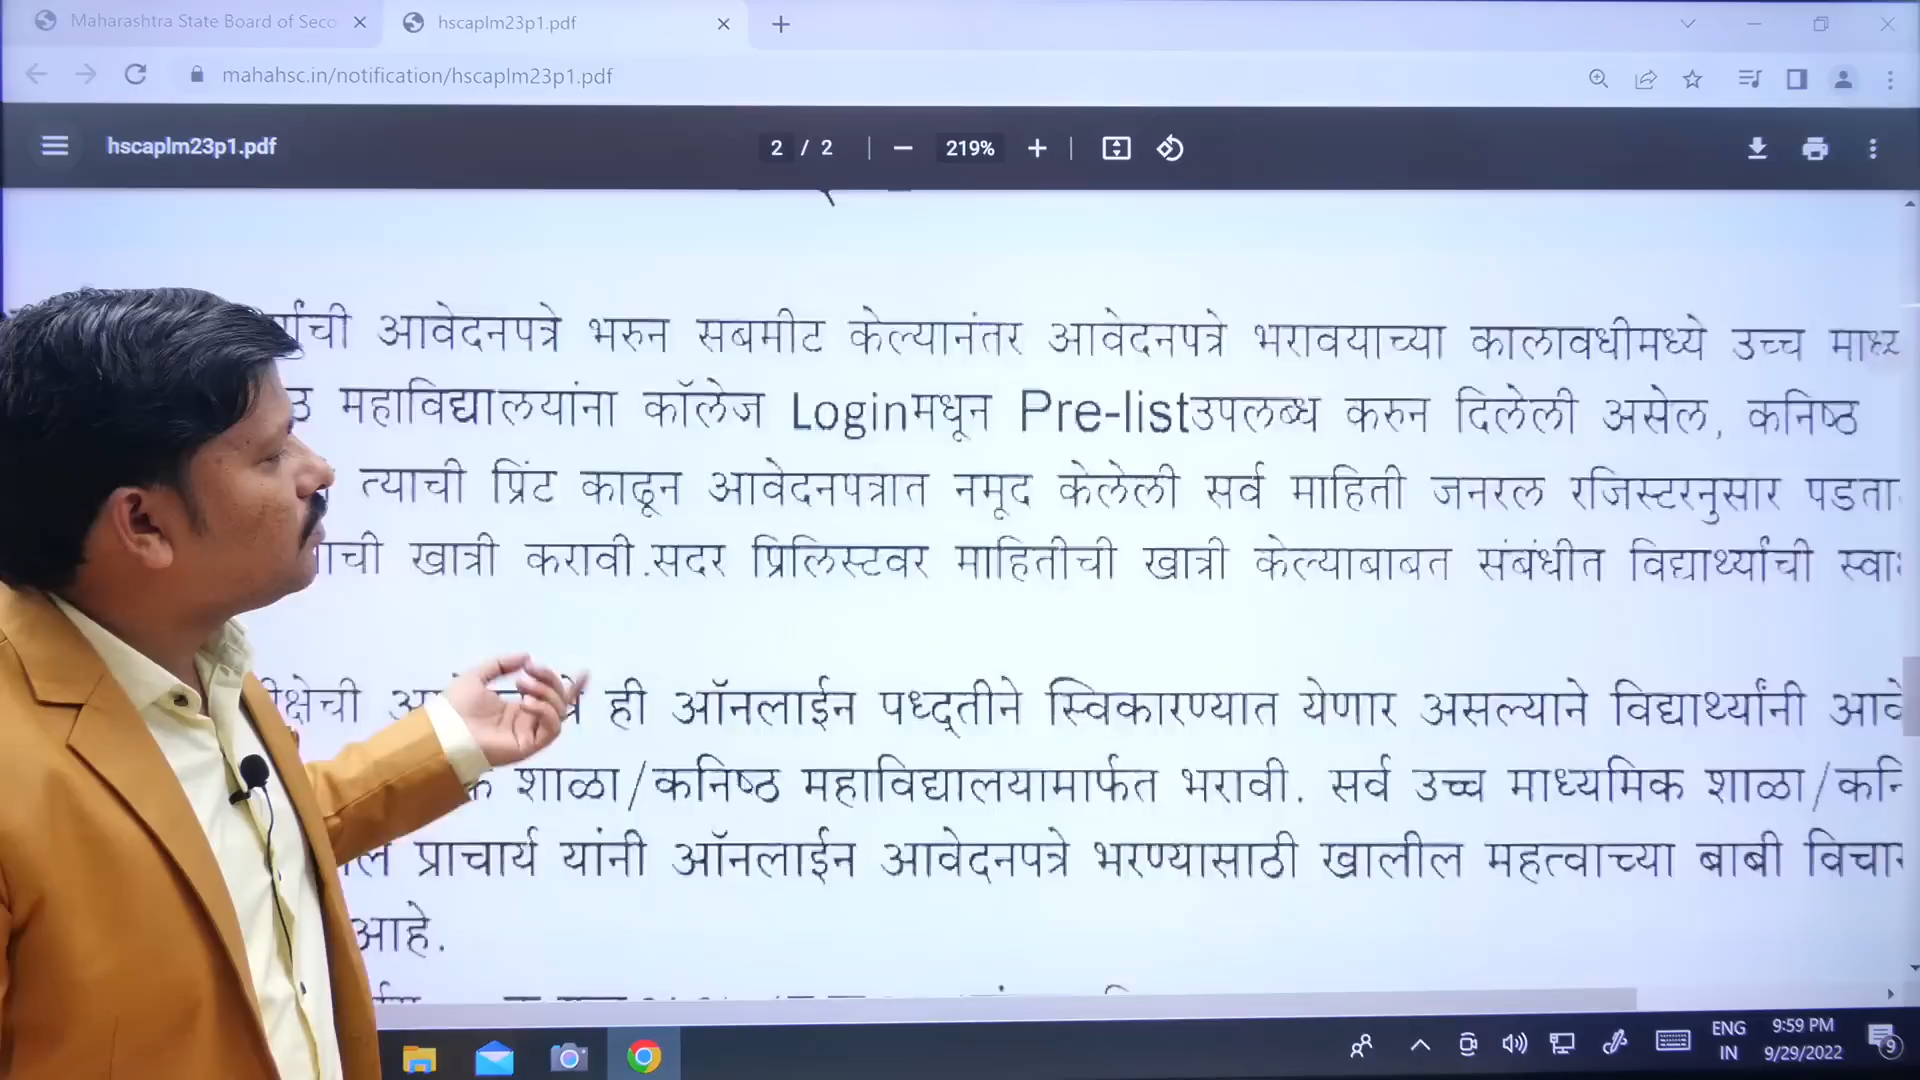 Maharashtra State Board of Seco
hscaplm23p1.pdf
mahahsc.in/notification/hscaplm23p1.pdf
hscaplm23p1.pdf
2 / 2
219%
आवेदनपत्रे भरुन सबमीट केल्यानंतर आवेदनपत्रे भरावयाच्या कालावधीमध्ये उच्च
महाविद्यालयांना कॉलेज Loginमधून Pre-listउपलब्ध करुन दिलेली असेल, कनिष्ठ
त्याची प्रिंट काढून आवेदनपत्रात नमूद केलेली सर्व माहिती जनरल रजिस्टरनुसार पडता
खात्री करावी.सदर प्रिलिस्टवर माहितीची खात्री केल्याबाबत संबंधीत विद्यार्थ्यांची
ही ऑनलाईन पध्द्तीने स्विकारण्यात येणार असल्याने विद्यार्थ्यांनी आवे
शाळा/कनिष्ठ महाविद्यालयामार्फत भरावी. सर्व उच्च माध्यमिक शाळा/कनि
प्राचार्य यांनी ऑनलाईन आवेदनपत्रे भरण्यासाठी खालील महत्वाच्या बाबी विचा
आहे.
ENG
IN
9:59 PM
9/29/2022
9